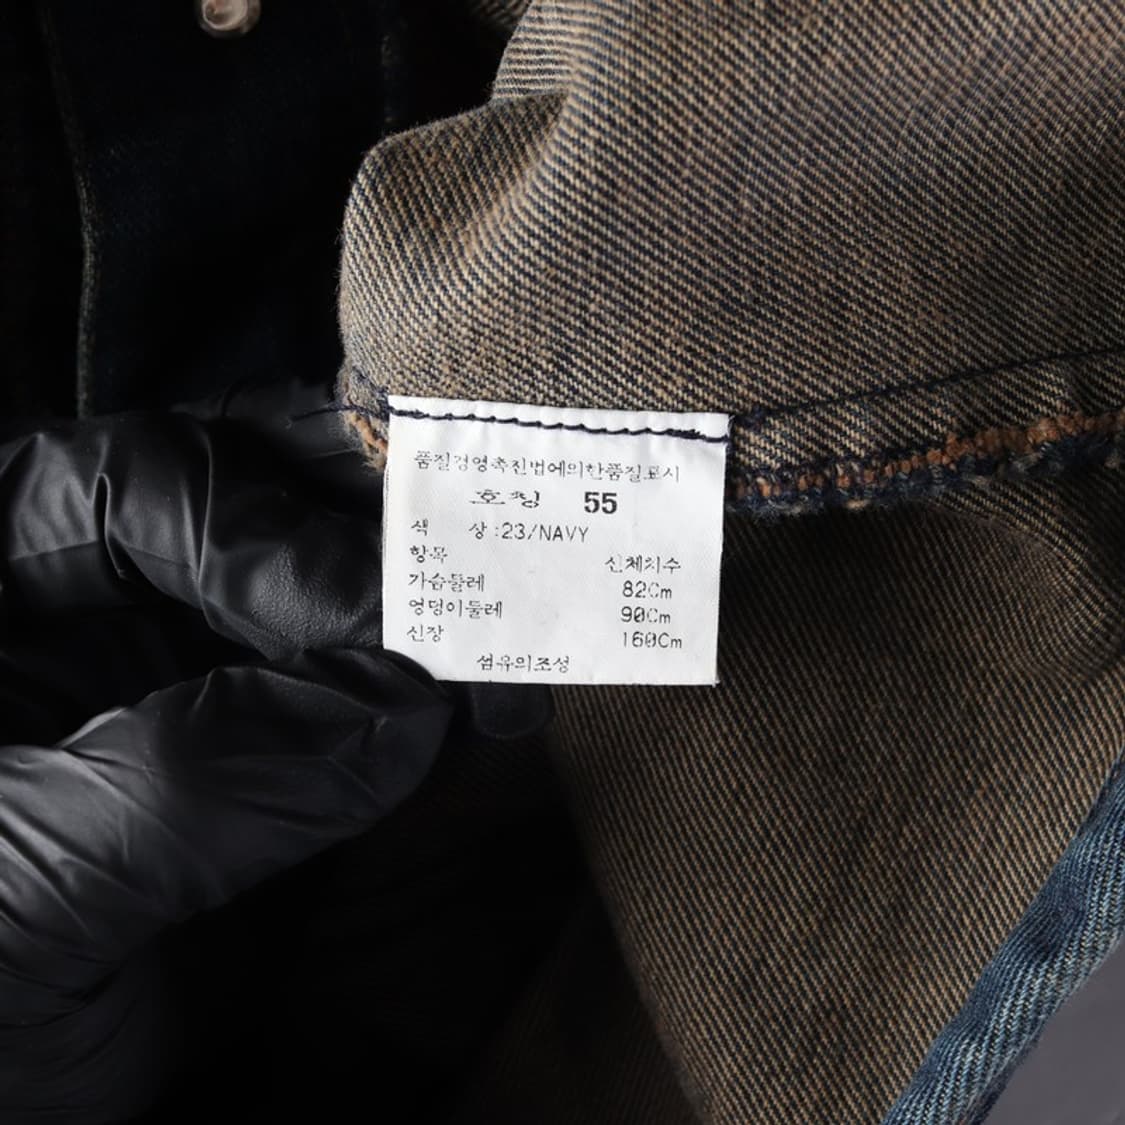 품질경영촉진법에의한품질표시
호칭 55
색 상:23/NAVY
항목 신체치수
가슴둘레 82Cm
엉덩이둘레 90Cm
신장 160Cm
섬유의조성